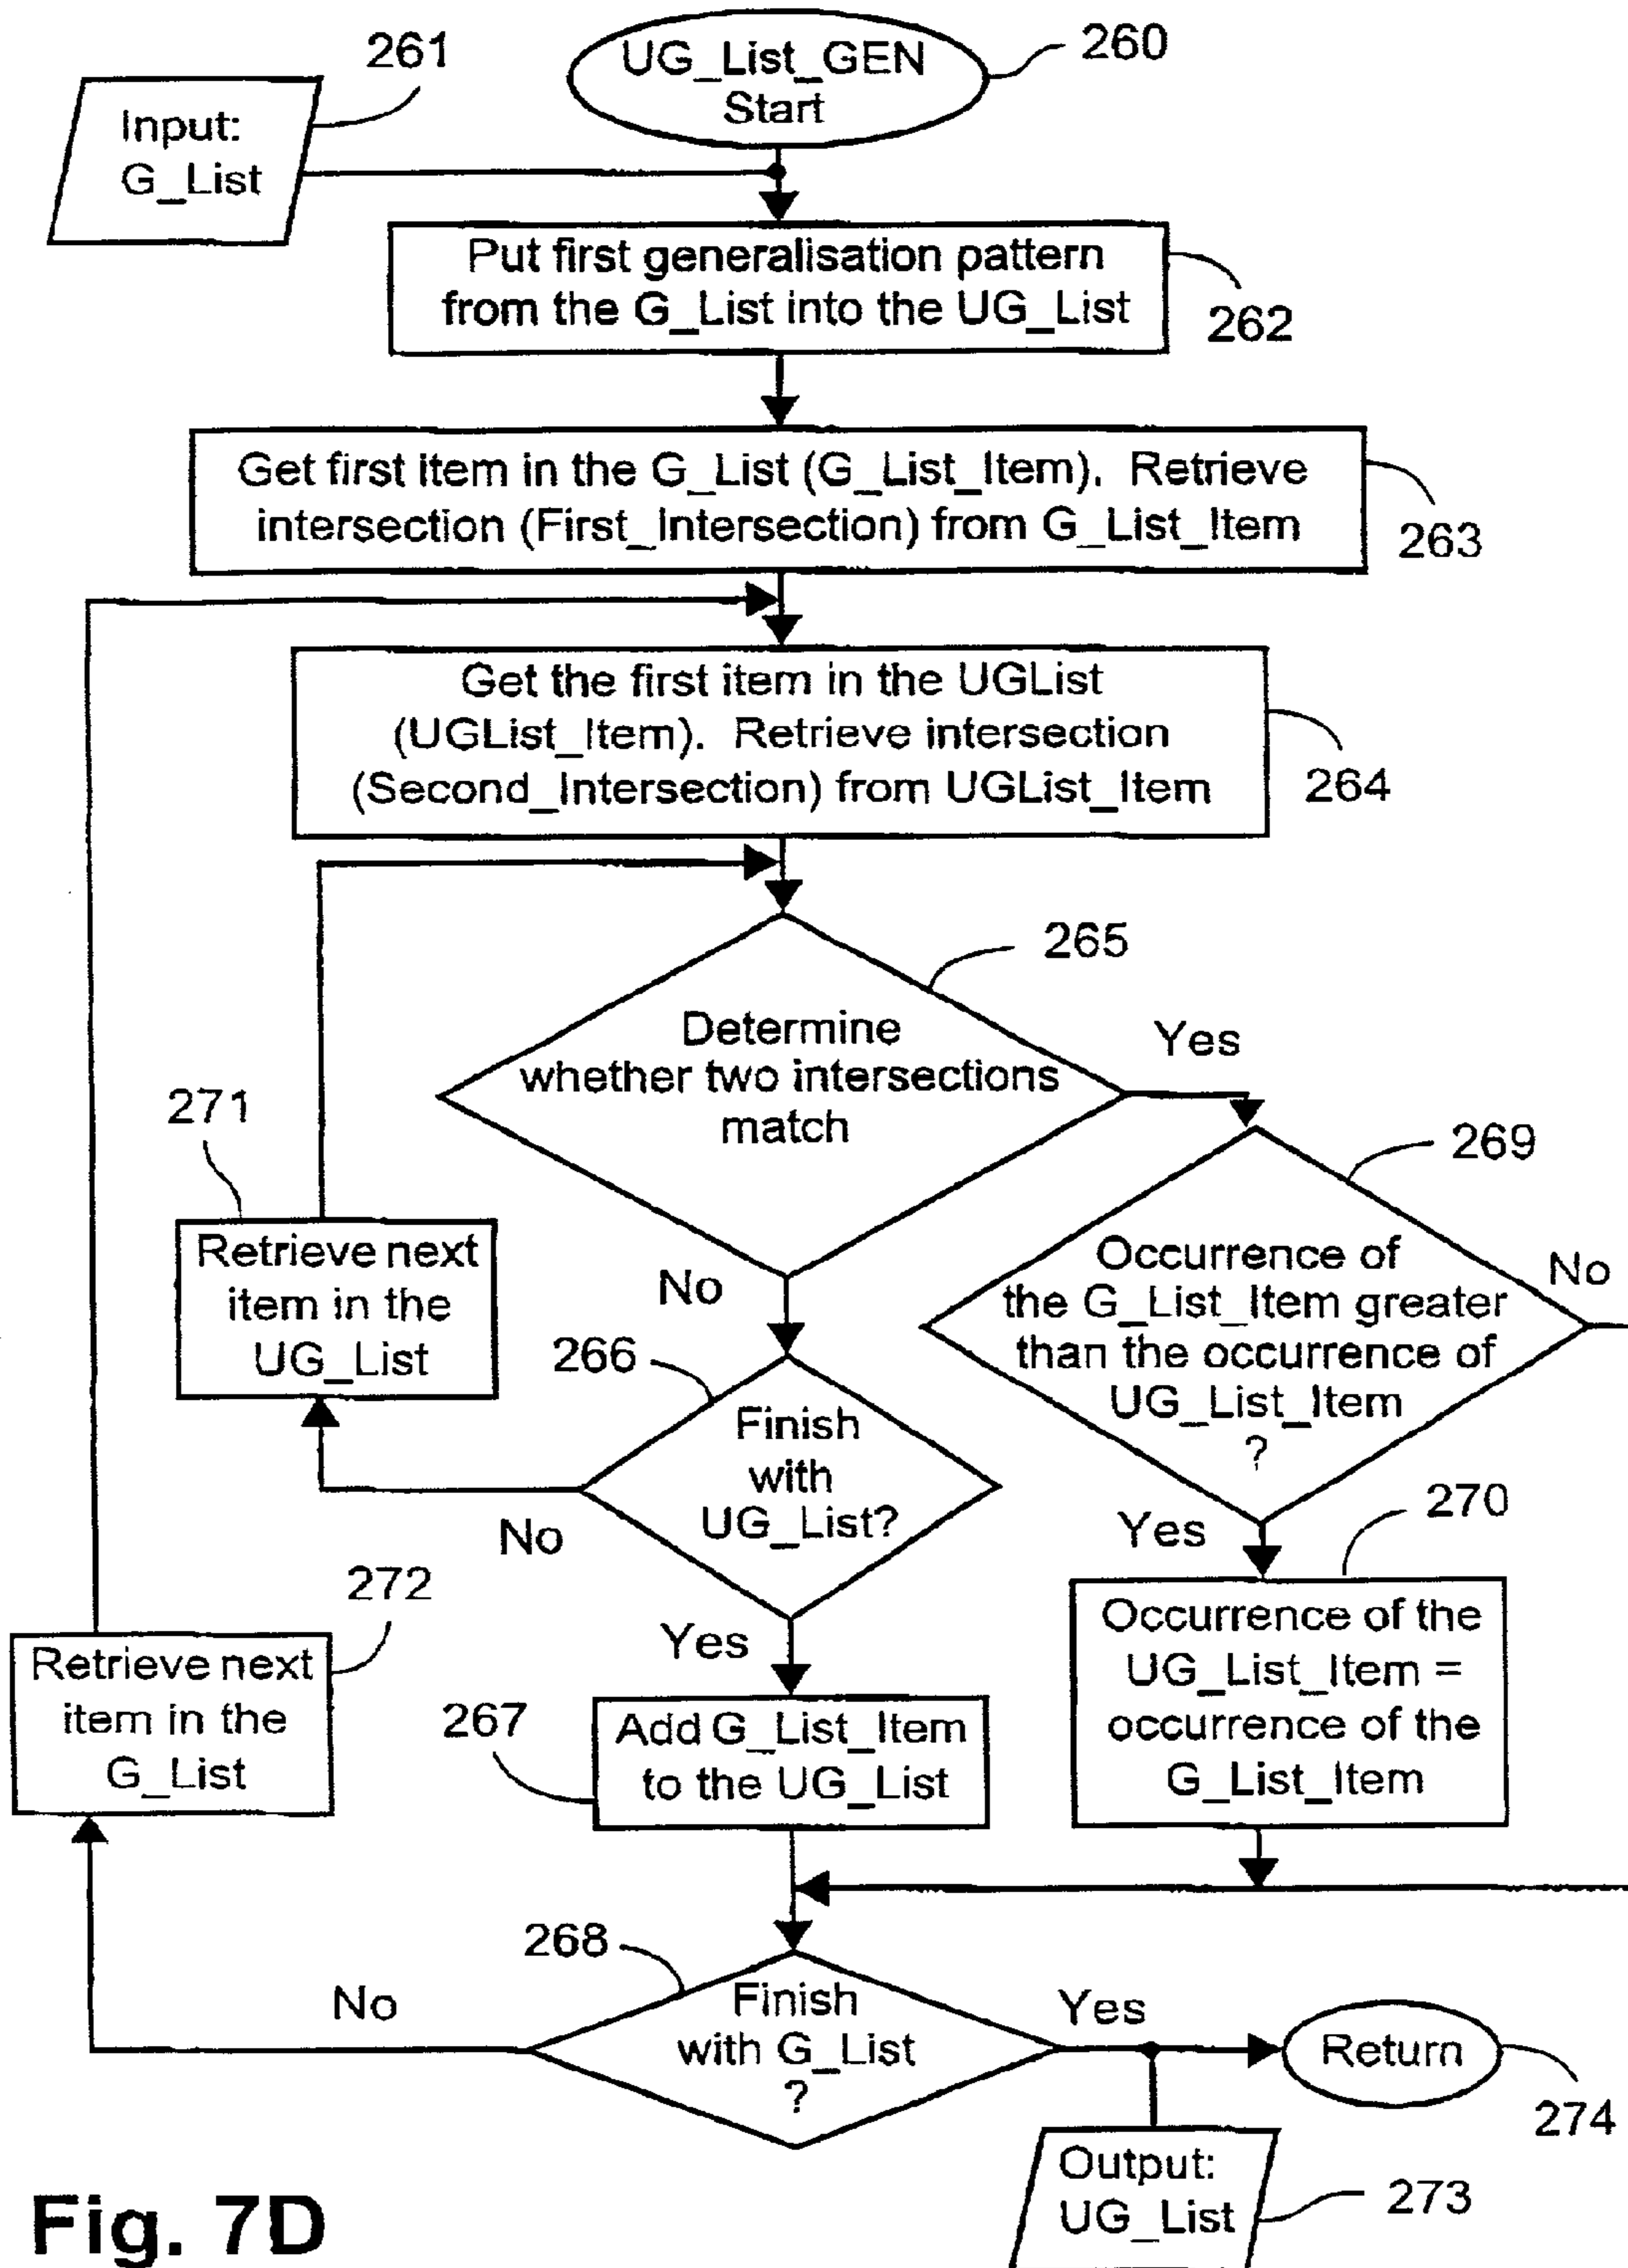 261
UG_List_GEN
Start
260
Input:
G_List
Put first generalisation pattern
from the G_List into the UG_List
262
Get first item in the G_List (G_List_Item). Retrieve
intersection (First_Intersection) from G_List_Item
263
Get the first item in the UGList
(UGList_Item). Retrieve intersection
(Second_Intersection) from UGList_Item
264
265
Determine
whether two intersections
match
Yes
No
271
Retrieve next
item in the
UG_List
269
Occurrence of
the G_List_Item greater
than the occurrence of
UG_List_Item
?
No
Yes
266
Finish
with
UG_List?
No
Yes
270
Occurrence of the
UG_List_Item =
occurrence of the
G_List_Item
272
Retrieve next
item in the
G_List
267
Add G_List_Item
to the UG_List
268
Finish
with G_List
?
No
Yes
Return
274
Output:
UG_List
273
Fig. 7D